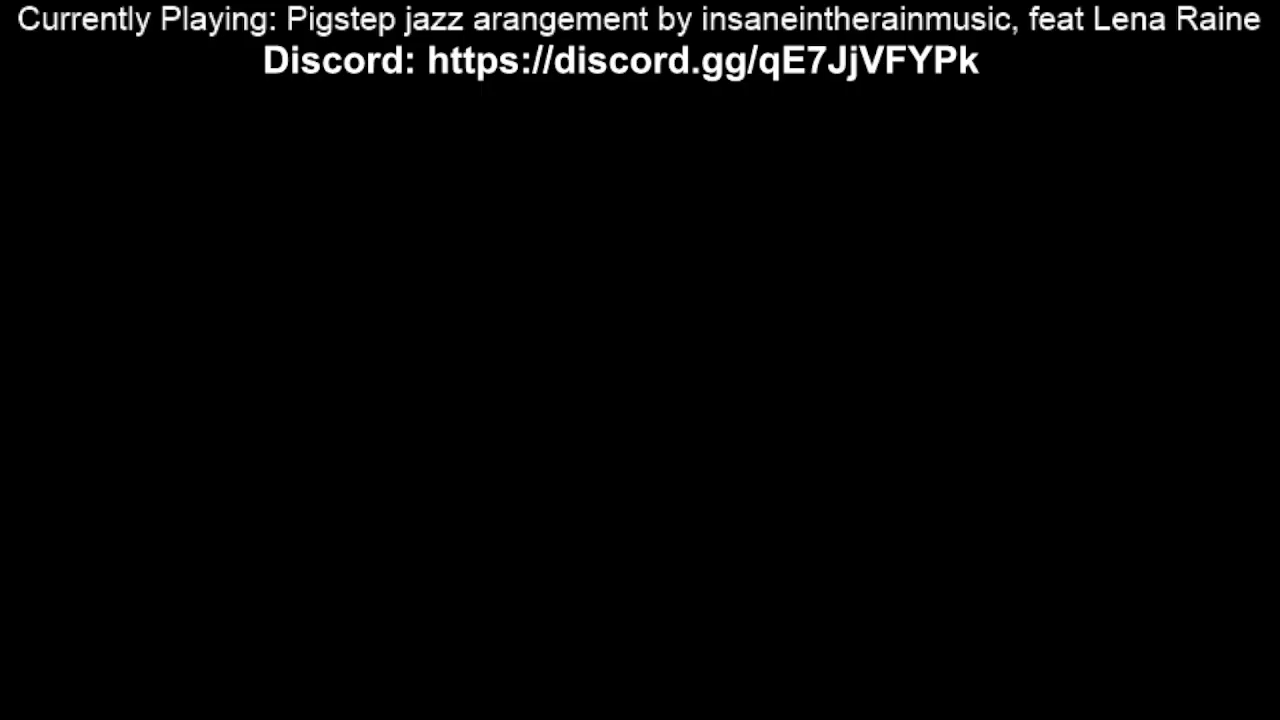 Currently Playing: Pigstep jazz arangement by insaneintherainmusic, feat Lena Raine
Discord: https://discord.gg/qE7JjVFYPk